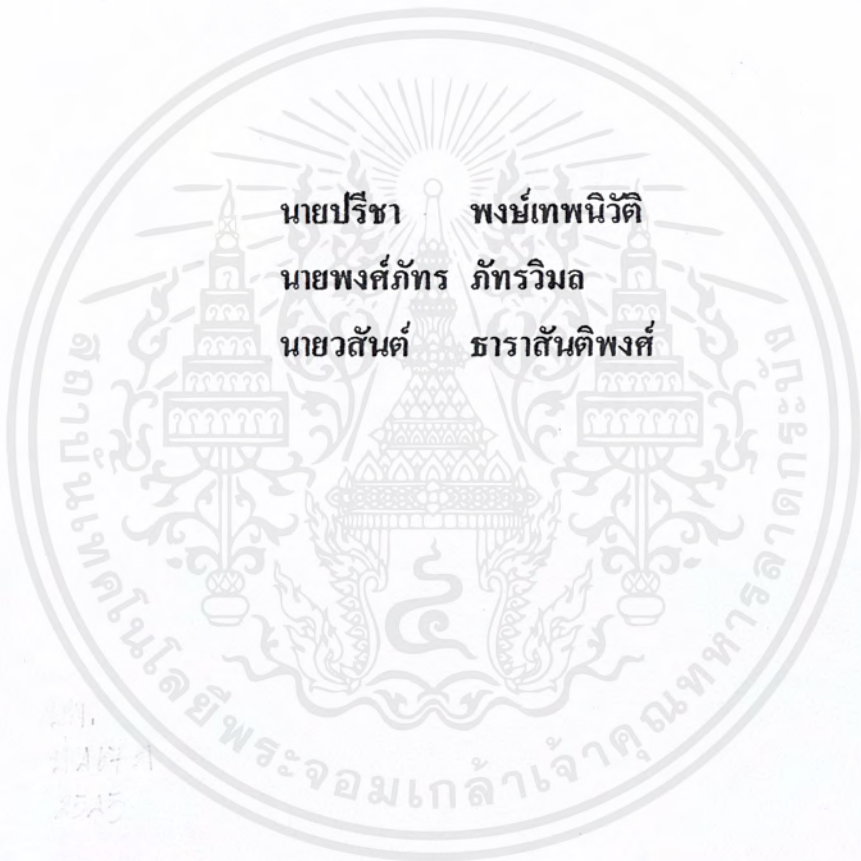 นายปรีชา พงษ์เทพนิวัติ
นายพงศ์ภัทร ภัทรวิมล
นายวสันต์ ธาราสันติพงศ์
สถาบันเทคโนโลยีพระจอมเกล้าเจ้าคุณทหารลาดกระบัง
๔